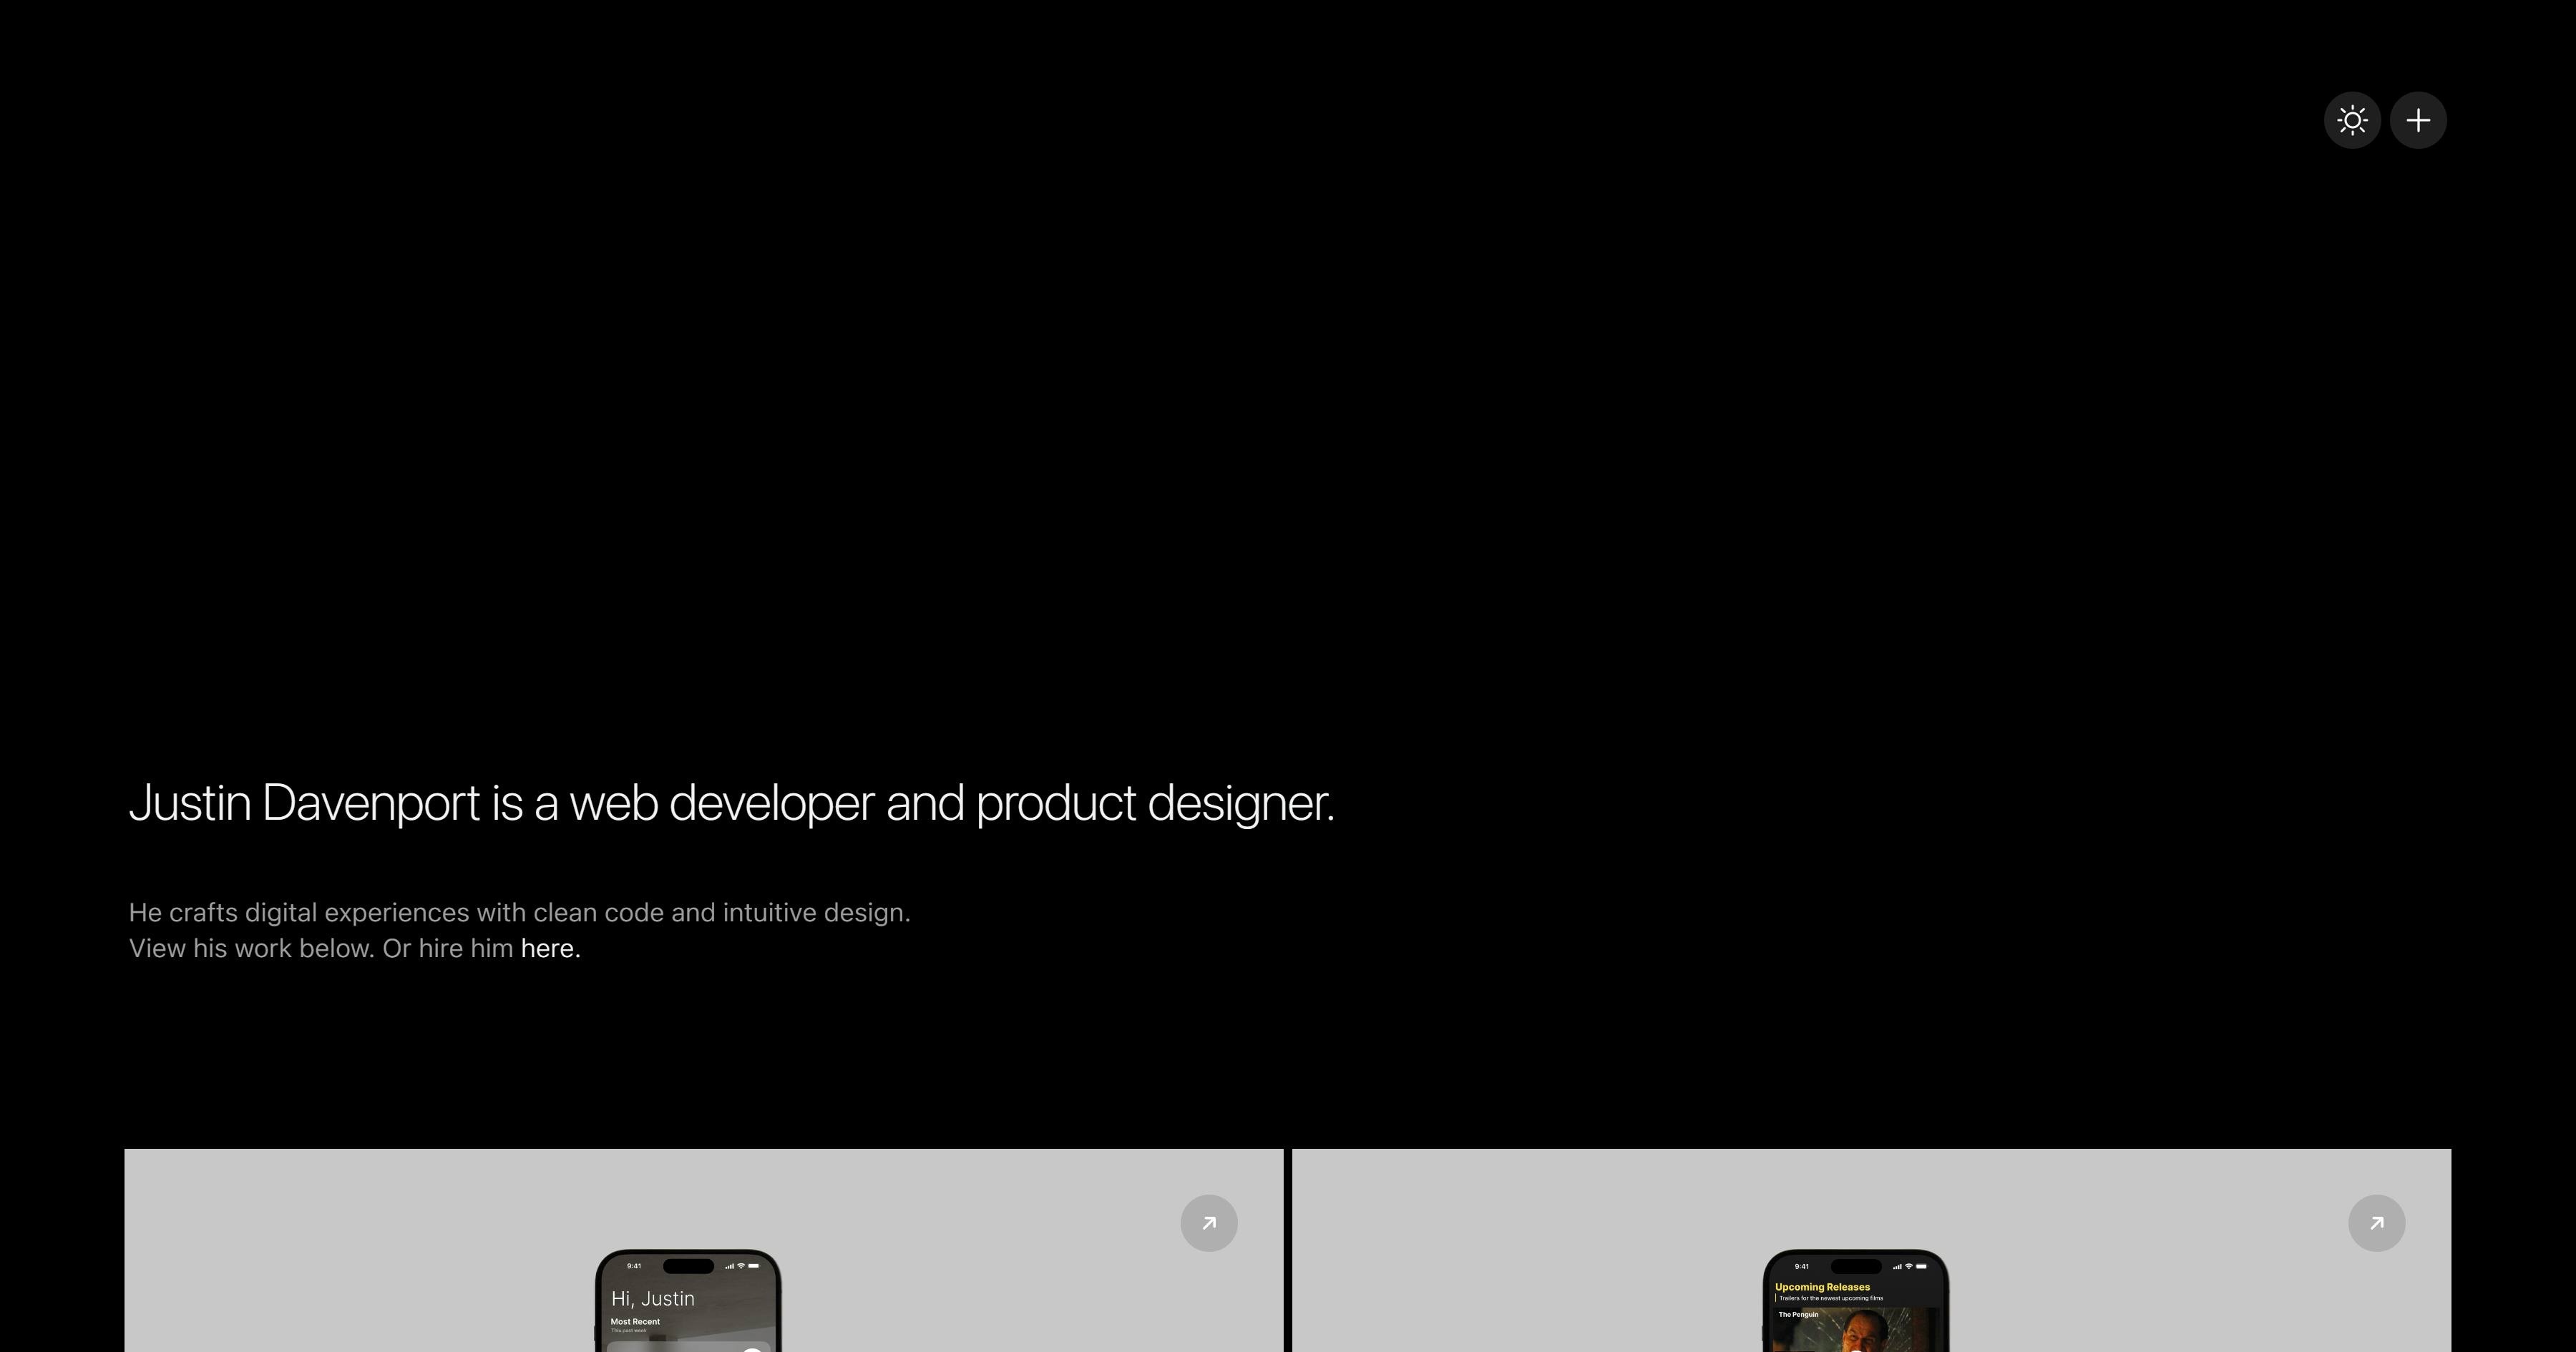 Justin Davenport is a web developer and product designer.
He crafts digital experiences with clean code and intuitive design.
View his work below. Or hire him here.
9:41
Hi, Justin
Most Recent
This past week
9:41
Upcoming Releases
Trailers for the newest upcoming films
The Penguin